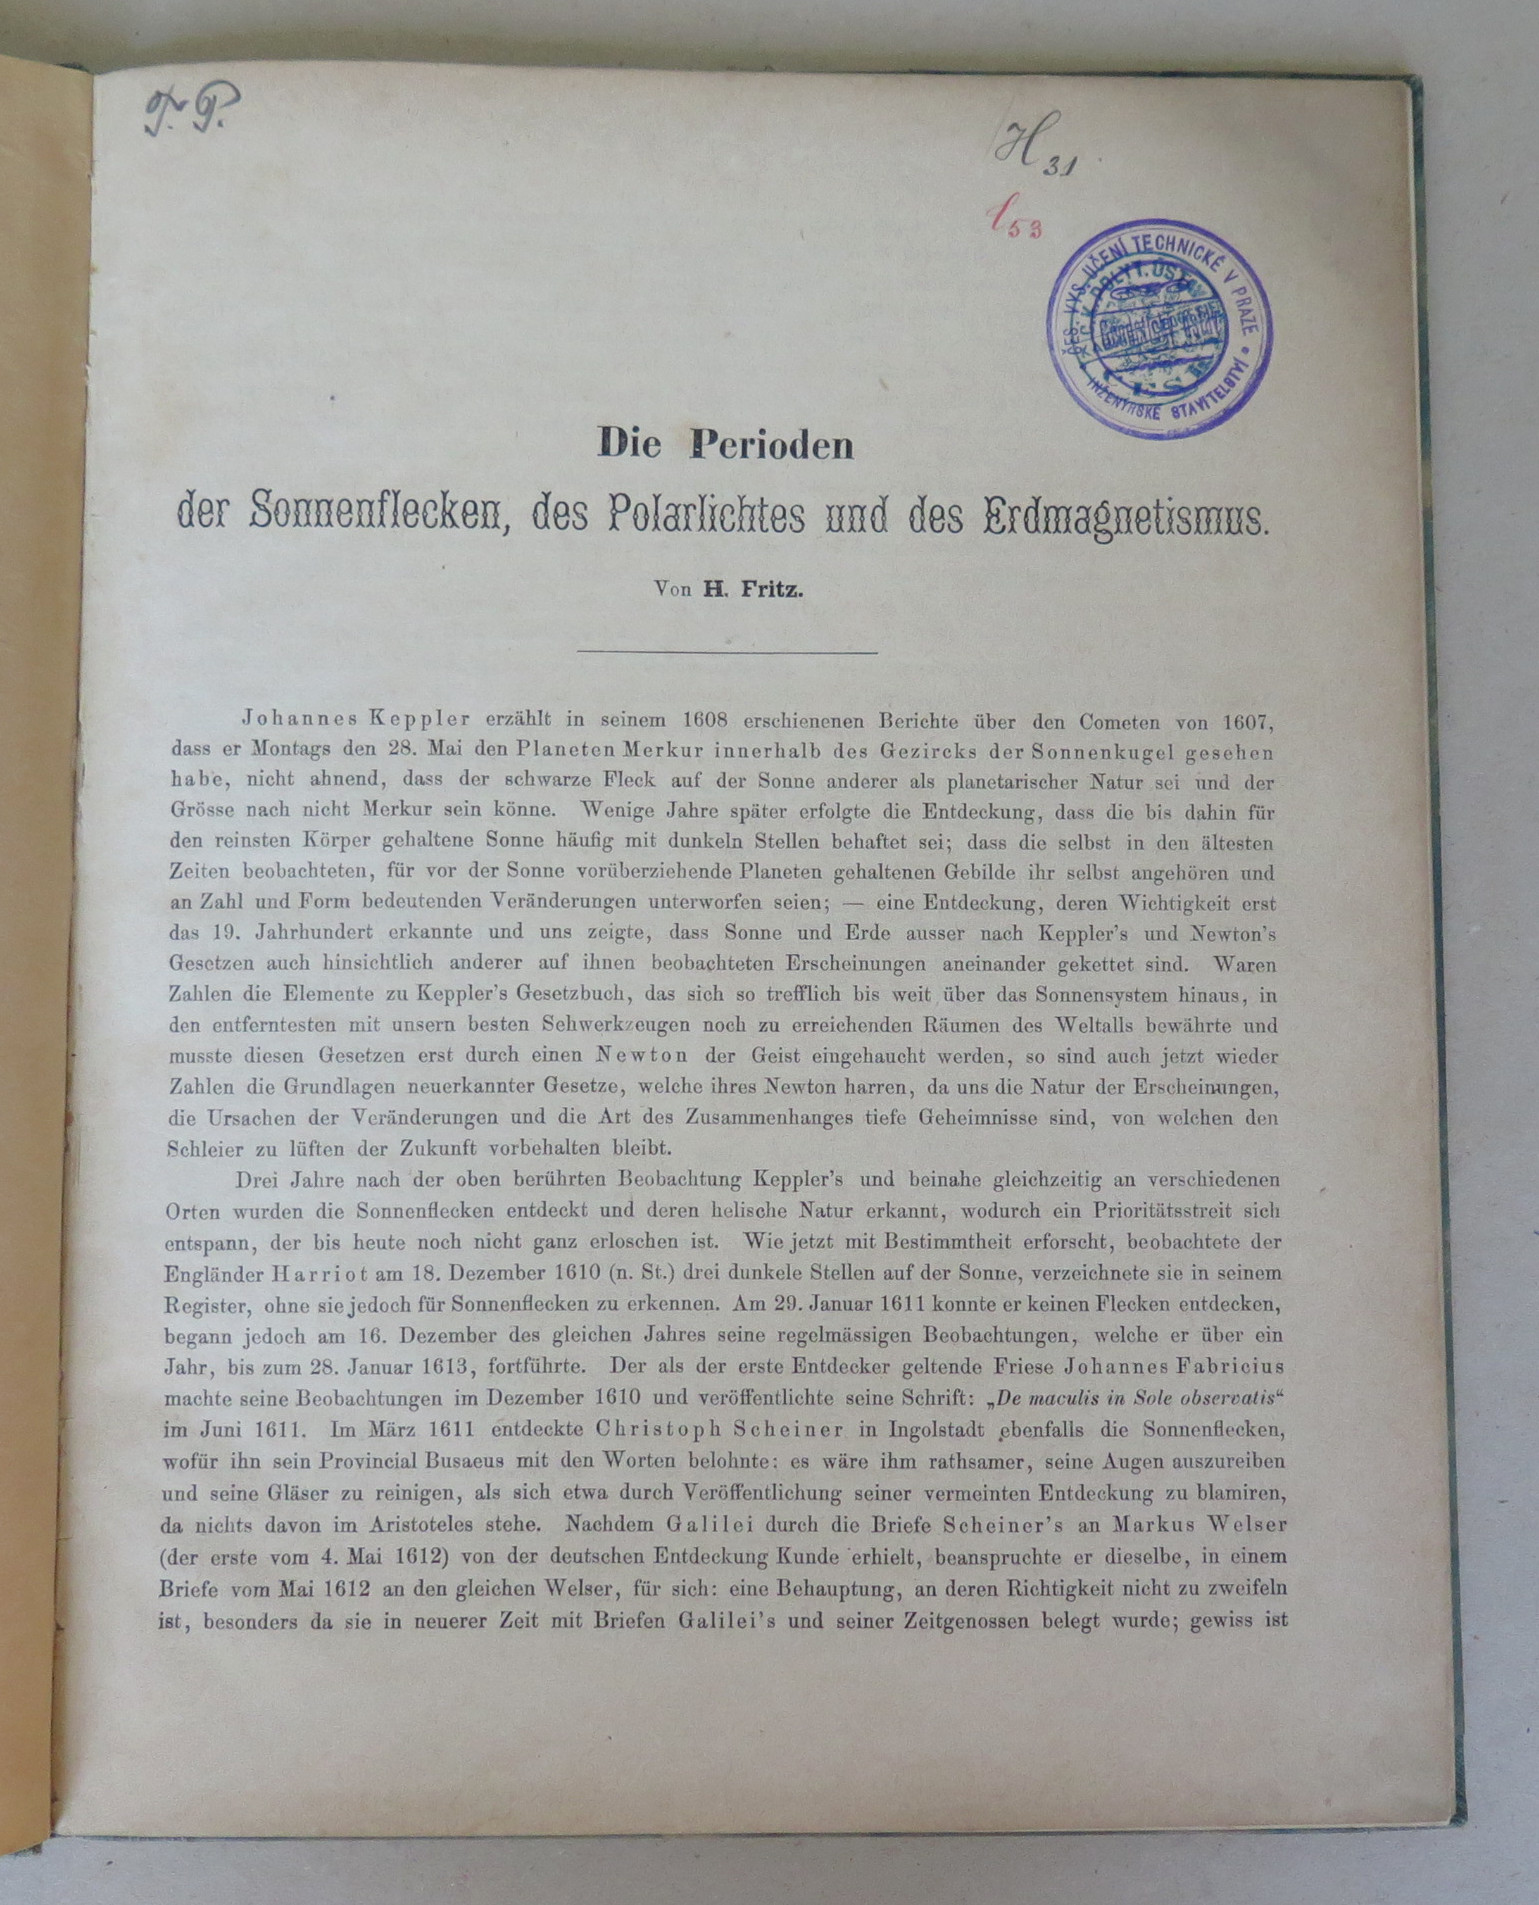 T. P.
H 31
l 53
ČES. VYS. UČENÍ TECHNICKÉ V PRAZE
INŽENÝRSKÉ STAVITELSTVÍ
C. K. POLYT. ÚSTAV
Die Perioden
der Sonnenflecken, des Polarlichtes und des Erdmagnetismus.
Von H. Fritz.
Johannes Keppler erzählt in seinem 1608 erschienenen Berichte über den Cometen von 1607,
dass er Montags den 28. Mai den Planeten Merkur innerhalb des Gezircks der Sonnenkugel gesehen
habe, nicht ahnend, dass der schwarze Fleck auf der Sonne anderer als planetarischer Natur sei und der
Grösse nach nicht Merkur sein könne. Wenige Jahre später erfolgte die Entdeckung, dass die bis dahin für
den reinsten Körper gehaltene Sonne häufig mit dunkeln Stellen behaftet sei; dass die selbst in den ältesten
Zeiten beobachteten, für vor der Sonne vorüberziehende Planeten gehaltenen Gebilde ihr selbst angehören und
an Zahl und Form bedeutenden Veränderungen unterworfen seien; — eine Entdeckung, deren Wichtigkeit erst
das 19. Jahrhundert erkannte und uns zeigte, dass Sonne und Erde ausser nach Keppler's und Newton's
Gesetzen auch hinsichtlich anderer auf ihnen beobachteten Erscheinungen aneinander gekettet sind. Waren
Zahlen die Elemente zu Keppler's Gesetzbuch, das sich so trefflich bis weit über das Sonnensystem hinaus, in
den entferntesten mit unsern besten Sehwerkzeugen noch zu erreichenden Räumen des Weltalls bewährte und
musste diesen Gesetzen erst durch einen Newton der Geist eingehaucht werden, so sind auch jetzt wieder
Zahlen die Grundlagen neuerkannter Gesetze, welche ihres Newton harren, da uns die Natur der Erscheinungen,
die Ursachen der Veränderungen und die Art des Zusammenhanges tiefe Geheimnisse sind, von welchen den
Schleier zu lüften der Zukunft vorbehalten bleibt.
Drei Jahre nach der oben berührten Beobachtung Keppler's und beinahe gleichzeitig an verschiedenen
Orten wurden die Sonnenflecken entdeckt und deren helische Natur erkannt, wodurch ein Prioritätsstreit sich
entspann, der bis heute noch nicht ganz erloschen ist. Wie jetzt mit Bestimmtheit erforscht, beobachtete der
Engländer Harriot am 18. Dezember 1610 (n. St.) drei dunkele Stellen auf der Sonne, verzeichnete sie in seinem
Register, ohne sie jedoch für Sonnenflecken zu erkennen. Am 29. Januar 1611 konnte er keinen Flecken entdecken,
begann jedoch am 16. Dezember des gleichen Jahres seine regelmässigen Beobachtungen, welche er über ein
Jahr, bis zum 28. Januar 1613, fortführte. Der als der erste Entdecker geltende Friese Johannes Fabricius
machte seine Beobachtungen im Dezember 1610 und veröffentlichte seine Schrift: „De maculis in Sole observatis“
im Juni 1611. Im März 1611 entdeckte Christoph Scheiner in Ingolstadt ebenfalls die Sonnenflecken,
wofür ihn sein Provincial Busaeus mit den Worten belohnte: es wäre ihm rathsamer, seine Augen auszureiben
und seine Gläser zu reinigen, als sich etwa durch Veröffentlichung seiner vermeinten Entdeckung zu blamiren,
da nichts davon im Aristoteles stehe. Nachdem Galilei durch die Briefe Scheiner's an Markus Welser
(der erste vom 4. Mai 1612) von der deutschen Entdeckung Kunde erhielt, beanspruchte er dieselbe, in einem
Briefe vom Mai 1612 an den gleichen Welser, für sich: eine Behauptung, an deren Richtigkeit nicht zu zweifeln
ist, besonders da sie in neuerer Zeit mit Briefen Galilei's und seiner Zeitgenossen belegt wurde; gewiss ist